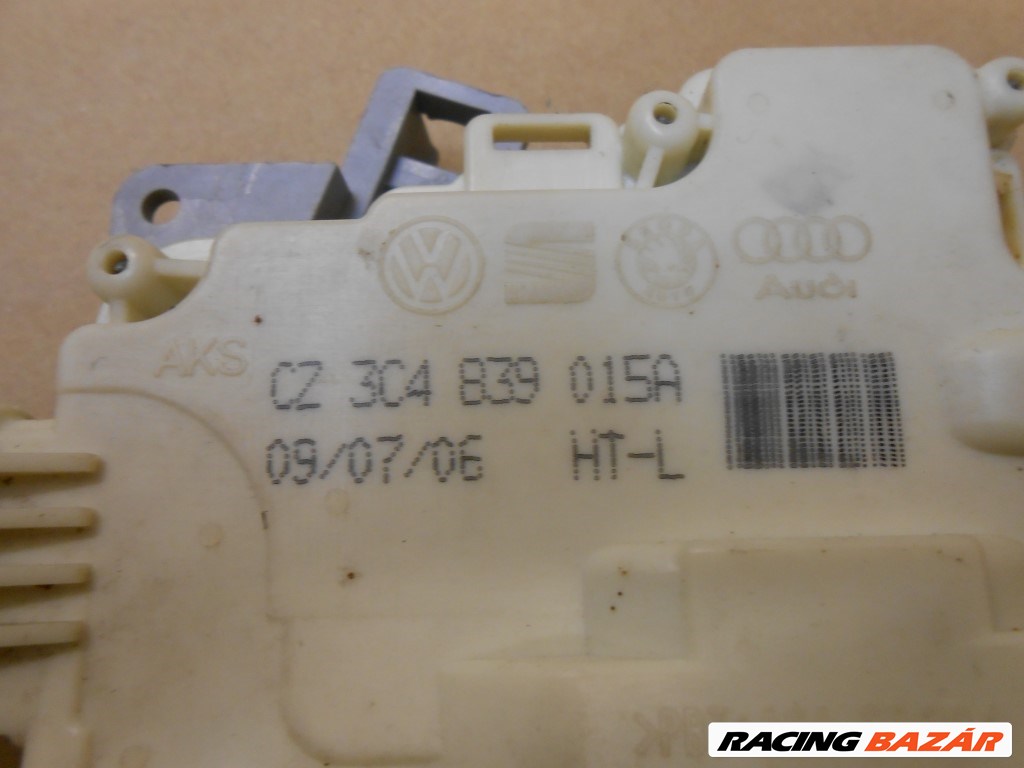 Audi
AKS
CZ 3C4 839 015A
09/07/06 HT-L
RACING BAZÁR